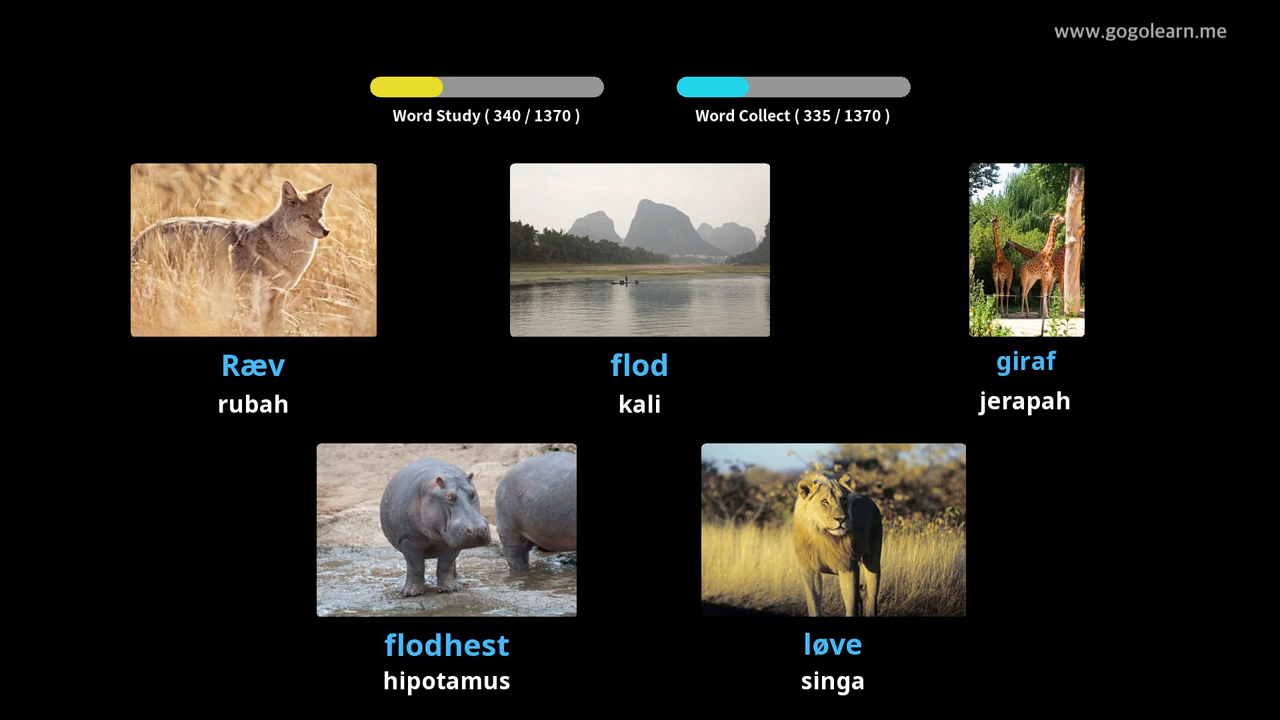 www.gogolearn.me
Word Study ( 340 / 1370 )
Word Collect ( 335 / 1370 )
Ræv
rubah
flod
kali
giraf
jerapah
flodhest
hipotamus
løve
singa